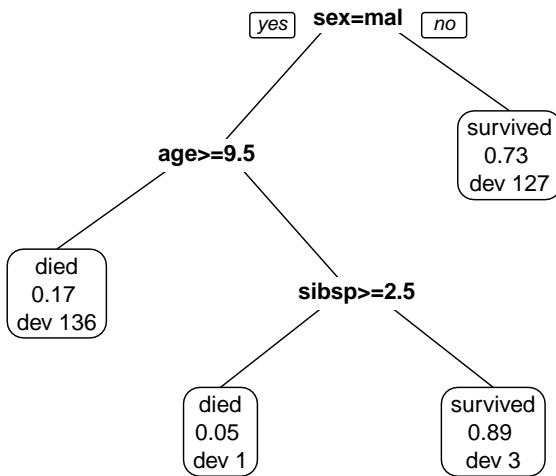 yes
sex=mal
no
age>=9.5
survived
0.73
dev 127
died
0.17
dev 136
sibsp>=2.5
died
0.05
dev 1
survived
0.89
dev 3